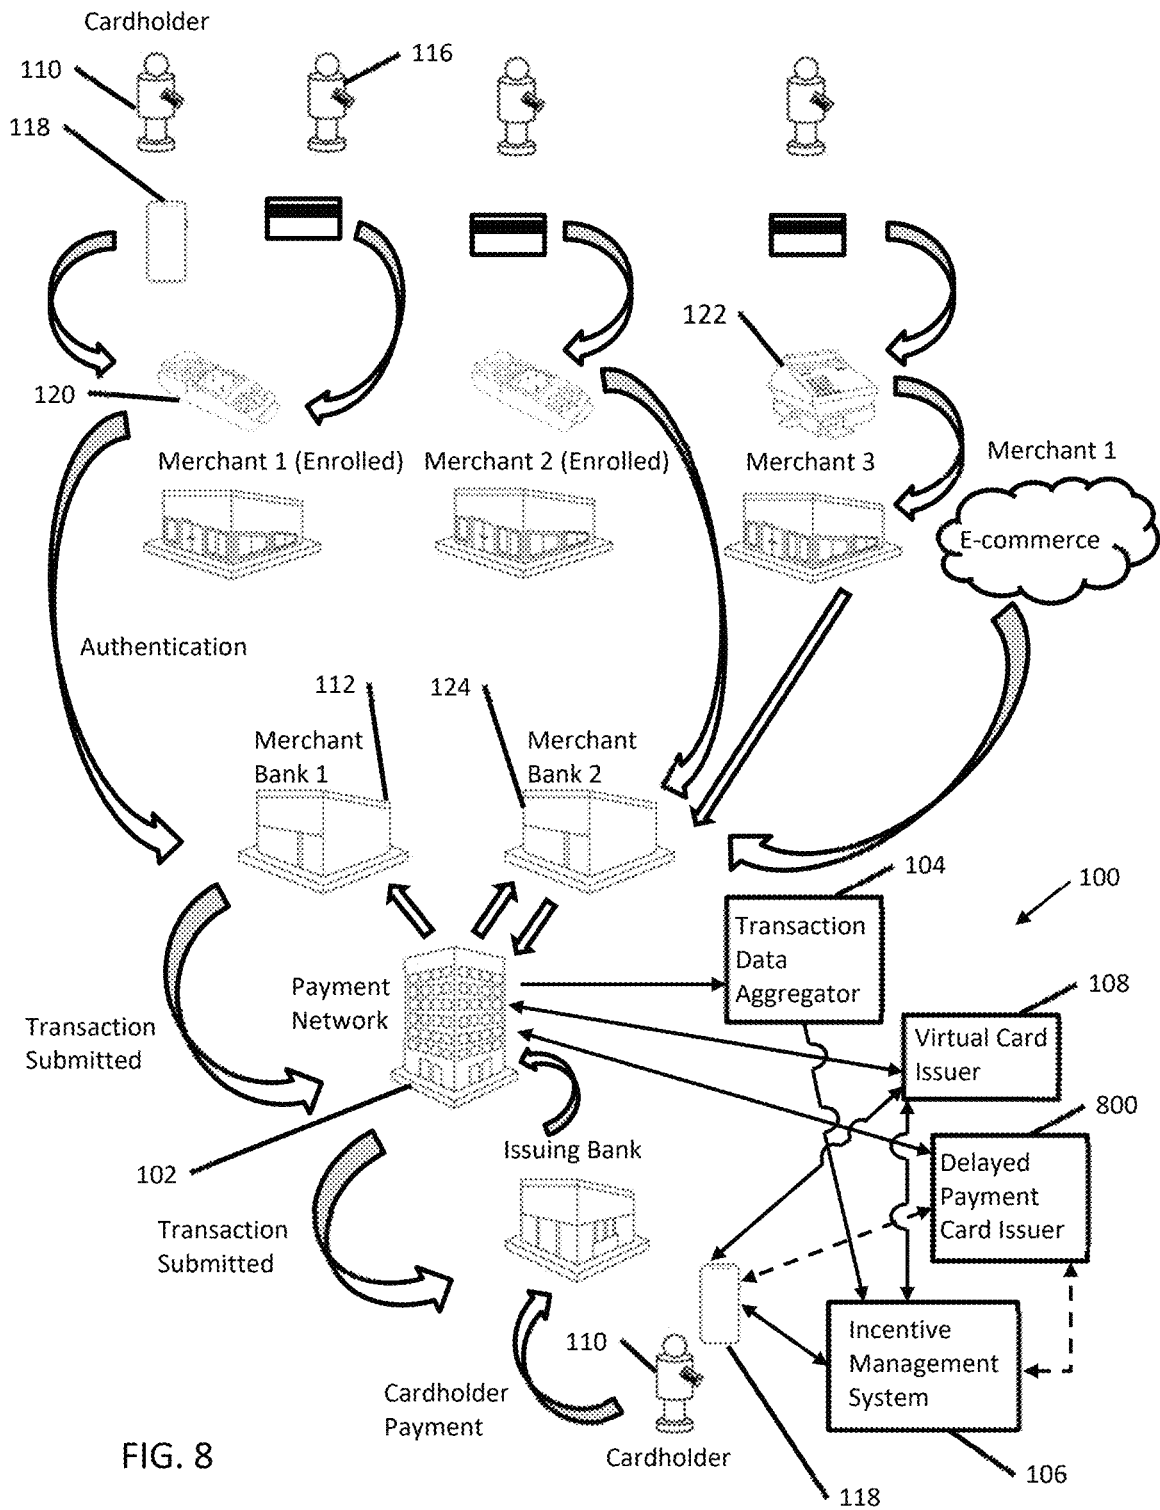 Cardholder
110
116
118
122
120
Merchant 1 (Enrolled)
Merchant 2 (Enrolled)
Merchant 3
Merchant 1
E-commerce
Authentication
112
124
Merchant
Bank 1
Merchant
Bank 2
104
100
Transaction
Data
Aggregator
Payment
Network
108
Virtual Card
Issuer
Transaction
Submitted
800
102
Issuing Bank
Delayed
Payment
Card Issuer
Transaction
Submitted
110
Incentive
Management
System
Cardholder
Payment
Cardholder
FIG. 8
118
106